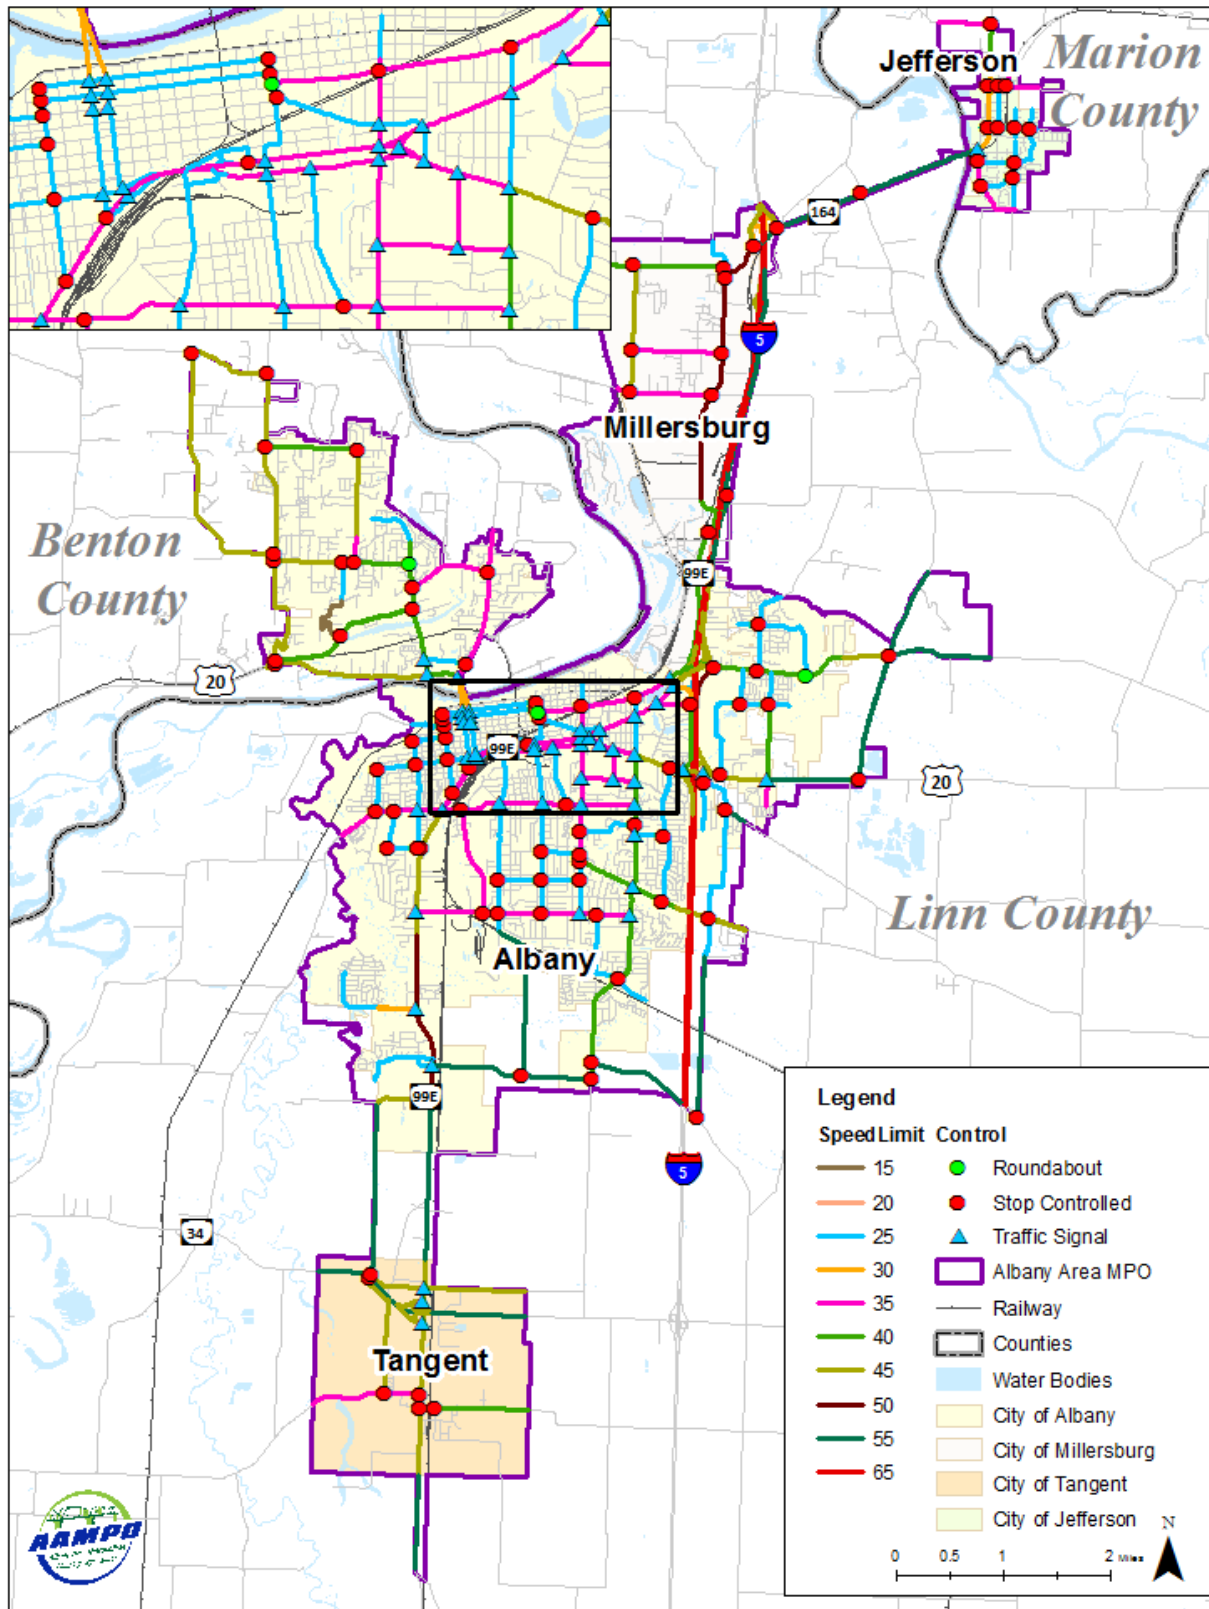 Jefferson
Marion
County
164
5
Millersburg
Benton
County
99E
20
99E
20
Linn County
Albany
99E
5
34
Tangent
Legend
Speed Limit Control
15 Roundabout
20 Stop Controlled
25 Traffic Signal
30 Albany Area MPO
35 Railway
40 Counties
45 Water Bodies
50 City of Albany
55 City of Millersburg
65 City of Tangent
City of Jefferson
N
0 0.5 1 2 Miles
AAMPO